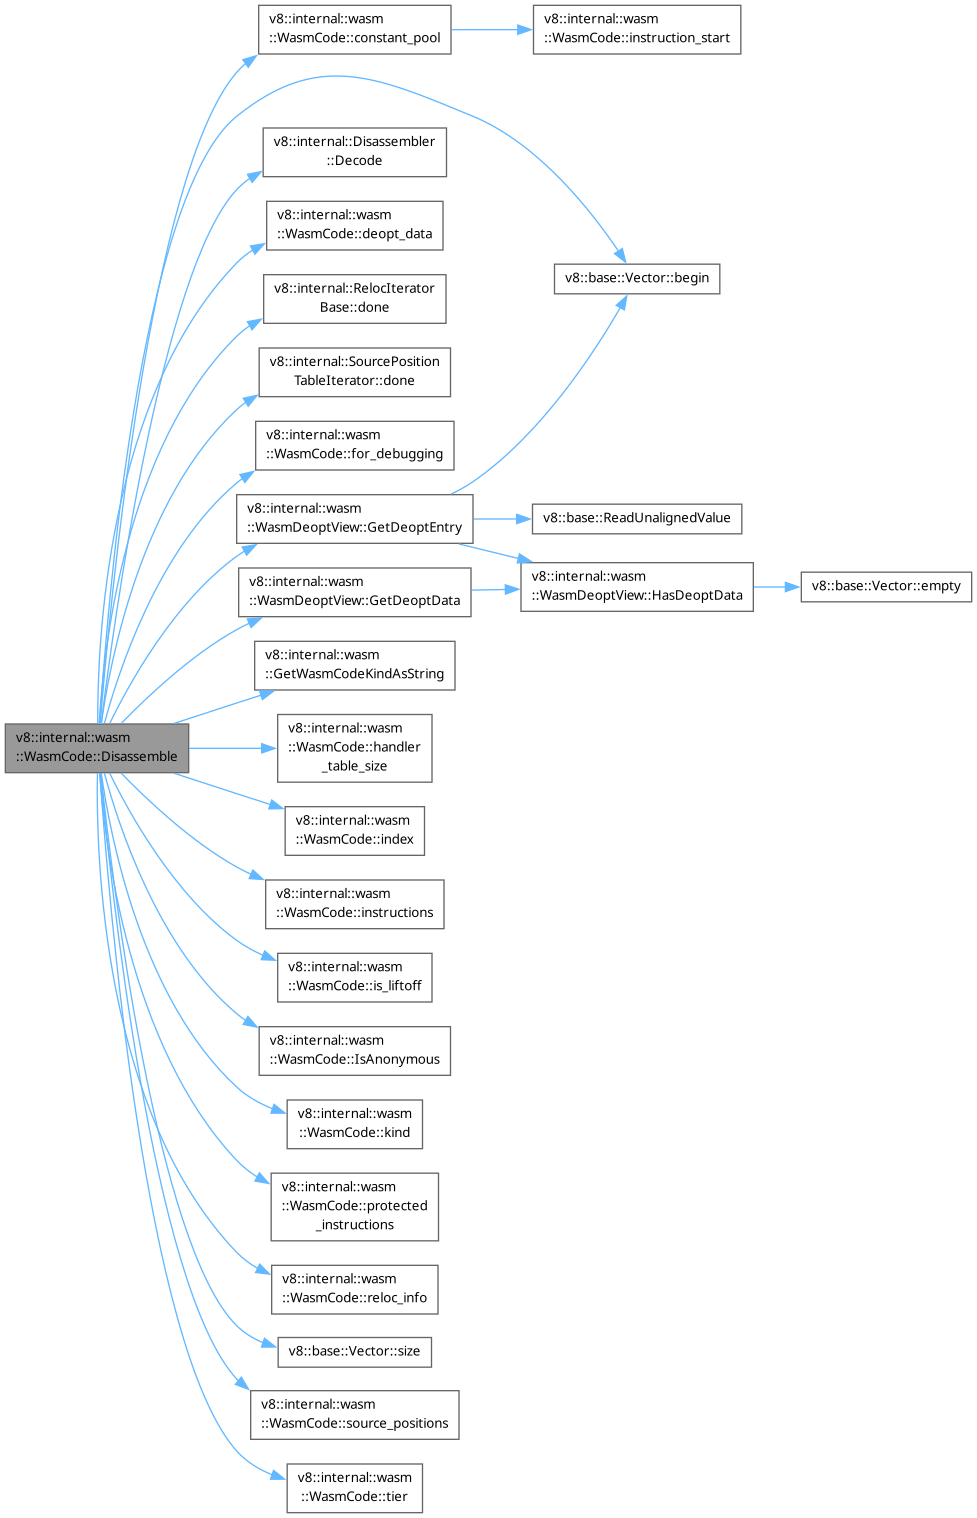 v8::internal::wasm
::WasmCode::constant_pool
v8::internal::wasm
::WasmCode::instruction_start
v8::internal::Disassembler
::Decode
v8::internal::wasm
::WasmCode::deopt_data
v8::base::Vector::begin
v8::internal::RelocIterator
Base::done
v8::internal::SourcePosition
TableIterator::done
v8::internal::wasm
::WasmCode::for_debugging
v8::internal::wasm
::WasmDeoptView::GetDeoptEntry
v8::base::ReadUnalignedValue
v8::internal::wasm
::WasmDeoptView::GetDeoptData
v8::internal::wasm
::WasmDeoptView::HasDeoptData
v8::base::Vector::empty
v8::internal::wasm
::GetWasmCodeKindAsString
v8::internal::wasm
::WasmCode::Disassemble
v8::internal::wasm
::WasmCode::handler
_table_size
v8::internal::wasm
::WasmCode::index
v8::internal::wasm
::WasmCode::instructions
v8::internal::wasm
::WasmCode::is_liftoff
v8::internal::wasm
::WasmCode::IsAnonymous
v8::internal::wasm
::WasmCode::kind
v8::internal::wasm
::WasmCode::protected
_instructions
v8::internal::wasm
::WasmCode::reloc_info
v8::base::Vector::size
v8::internal::wasm
::WasmCode::source_positions
v8::internal::wasm
::WasmCode::tier